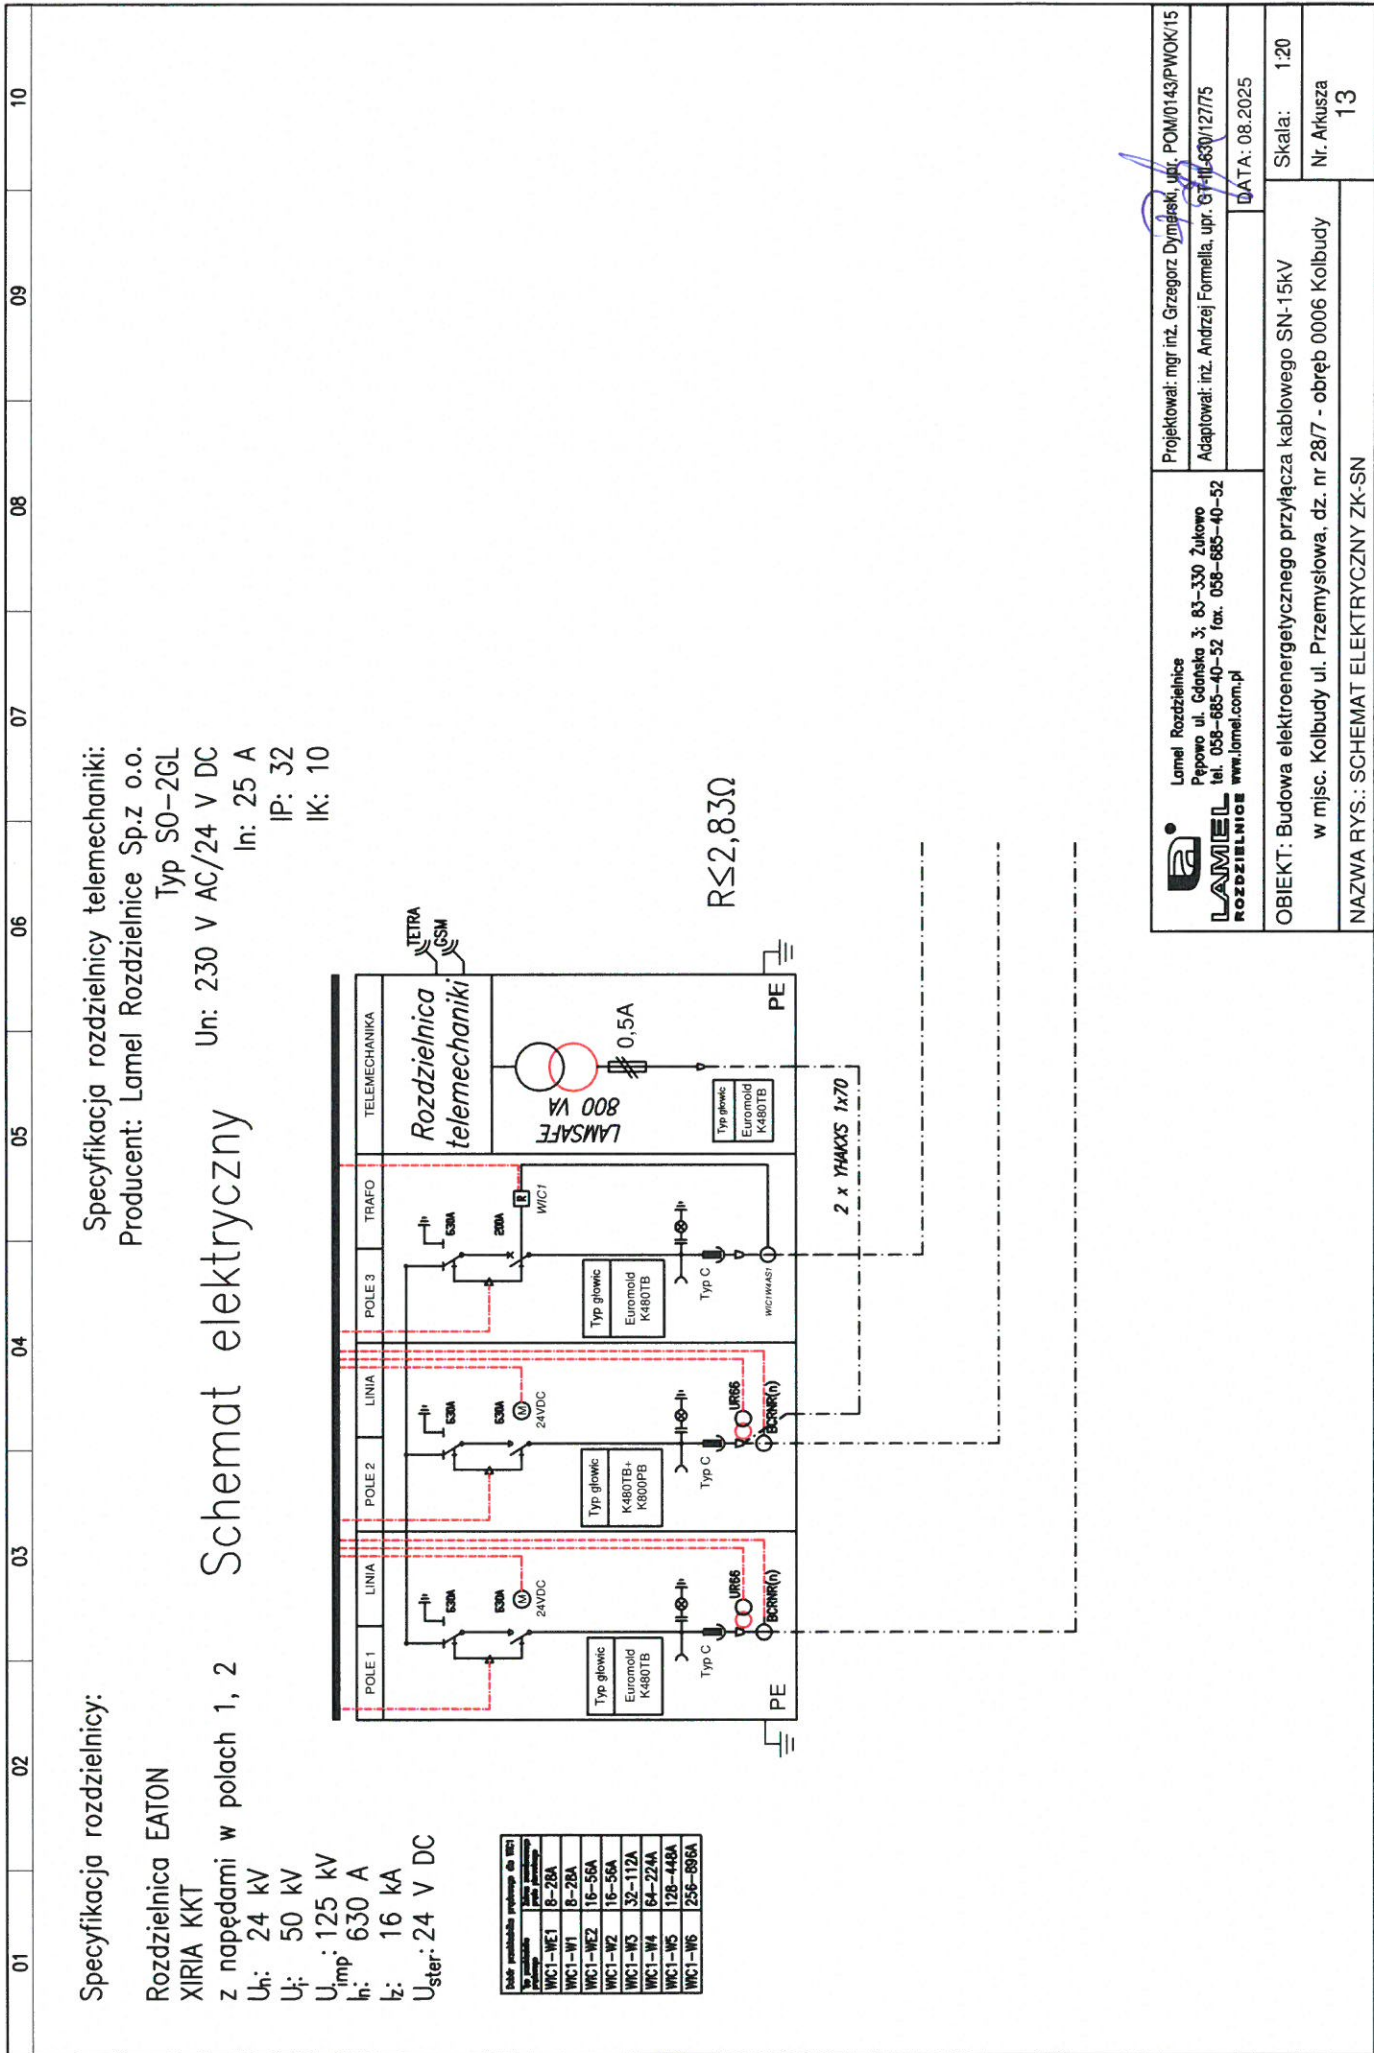 01 02 03 04 05 06 07 08 09 10
Specyfikacja rozdzielnicy:
Rozdzielnica EATON
XIRIA KKT
z napędami w polach 1, 2
Un: 24 kV
Ui: 50 kV
Uimp: 125 kV
In: 630 A
Iz: 16 kA
Uster: 24 V DC
Specyfikacja rozdzielnicy telemechaniki:
Producent: Lamel Rozdzielnice Sp.z o.o.
Typ SO-2GL
Un: 230 V AC/24 V DC
In: 25 A
IP: 32
IK: 10
Schemat elektryczny
WIC1-WE1 8-28A
WIC1-W1 8-28A
WIC1-WE2 16-56A
WIC1-W2 16-56A
WIC1-W3 32-112A
WIC1-W4 64-224A
WIC1-W5 128-448A
WIC1-W6 256-896A
POLE 1 LINIA POLE 2 LINIA POLE 3 TRAFO TELEMECHANIKA
630A
630A
M
24VDC
Typ głowic
Euromold
K480TB
Typ C
UR66
BCRNR(n)
PE
630A
630A
M
24VDC
Typ głowic
K480TB+
K800PB
Typ C
UR66
BCRNR(n)
630A
200A
R
WIC1
Typ głowic
Euromold
K480TB
Typ C
WIC1W4AS1
Rozdzielnica
telemechaniki
TETRA
GSM
LAMSAFE
800 VA
0,5A
Typ głowic
Euromold
K480TB
PE
2 x YHAKXS 1x70
R≤2,83Ω
LAMEL
ROZDZIELNICE
Lamel Rozdzielnice
Pępowo ul. Gdańska 3; 83-330 Żukowo
tel. 058-685-40-52 fax. 058-685-40-52
www.lamel.com.pl
Projektował: mgr inż. Grzegorz Dymerski, upr. POM/0143/PWOK/15
Adaptował: inż. Andrzej Formella, upr. GT-III-630/127/75
DATA: 08.2025
OBIEKT: Budowa elektroenergetycznego przyłącza kablowego SN-15kV
w mjsc. Kolbudy ul. Przemysłowa, dz. nr 28/7 - obręb 0006 Kolbudy
Skala: 1:20
Nr. Arkusza
13
NAZWA RYS.: SCHEMAT ELEKTRYCZNY ZK-SN